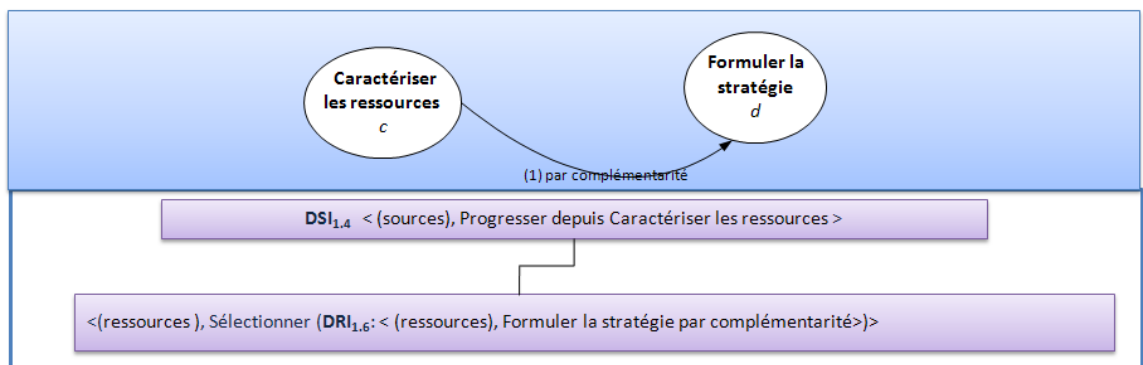 Caractériser
les ressources
c
Formuler la
stratégie
d
(1) par complémentarité
DSI1.4 < (sources), Progresser depuis Caractériser les ressources >
<(ressources ), Sélectionner (DRI1.6: < (ressources), Formuler la stratégie par complémentarité>)>